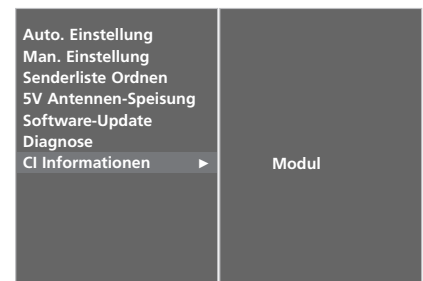 Auto. Einstellung
Man. Einstellung
Senderliste Ordnen
5V Antennen-Speisung
Software-Update
Diagnose
CI Informationen ► Modul